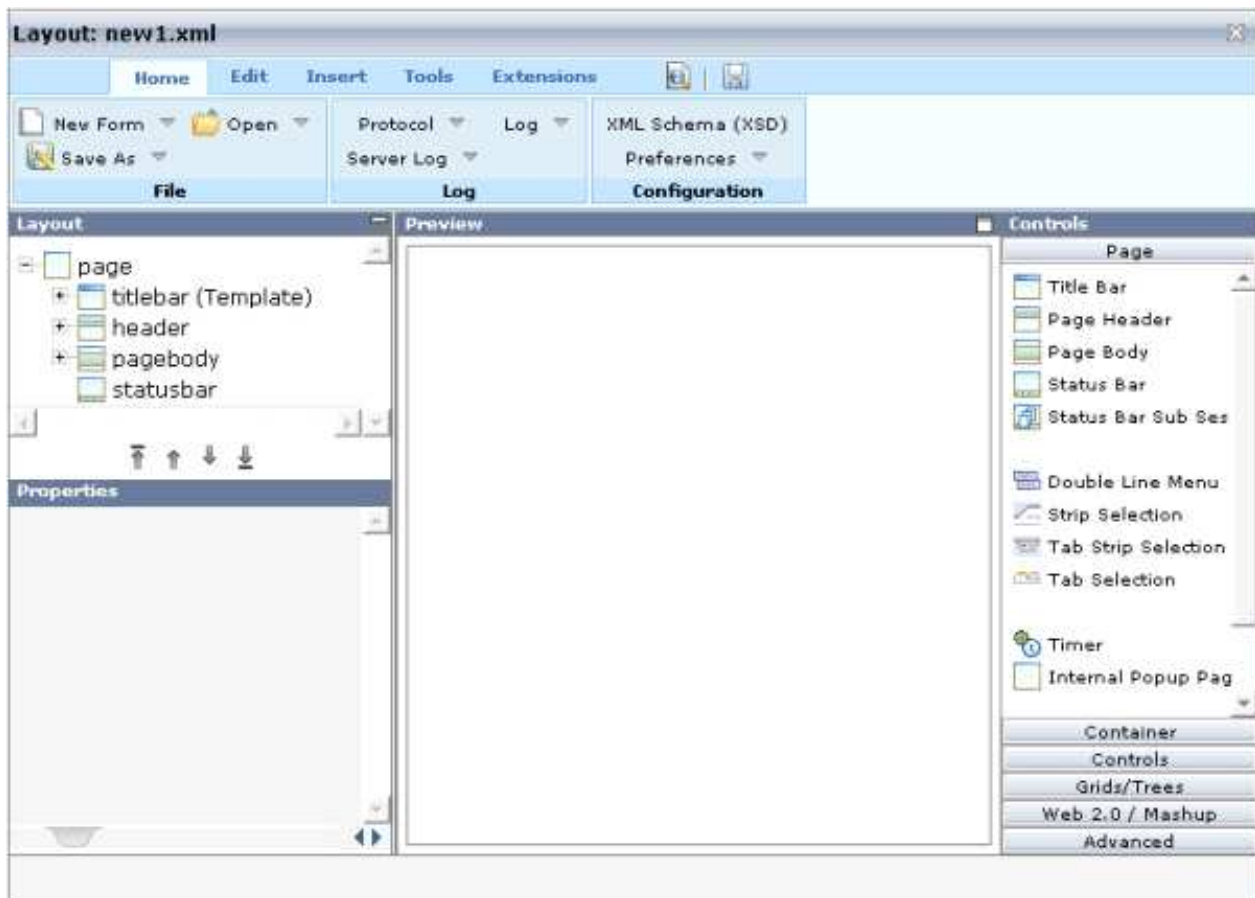 Layout: new1.xml
Home Edit Insert Tools Extensions
New Form Open
Save As
File
Protocol Log
Server Log
Log
XML Schema (XSD)
Preferences
Configuration
Layout
page
titlebar (Template)
header
pagebody
statusbar
Properties
Preview
Controls
Page
Title Bar
Page Header
Page Body
Status Bar
Status Bar Sub Ses
Double Line Menu
Strip Selection
Tab Strip Selection
Tab Selection
Timer
Internal Popup Pag
Container
Controls
Grids/Trees
Web 2.0 / Mashup
Advanced